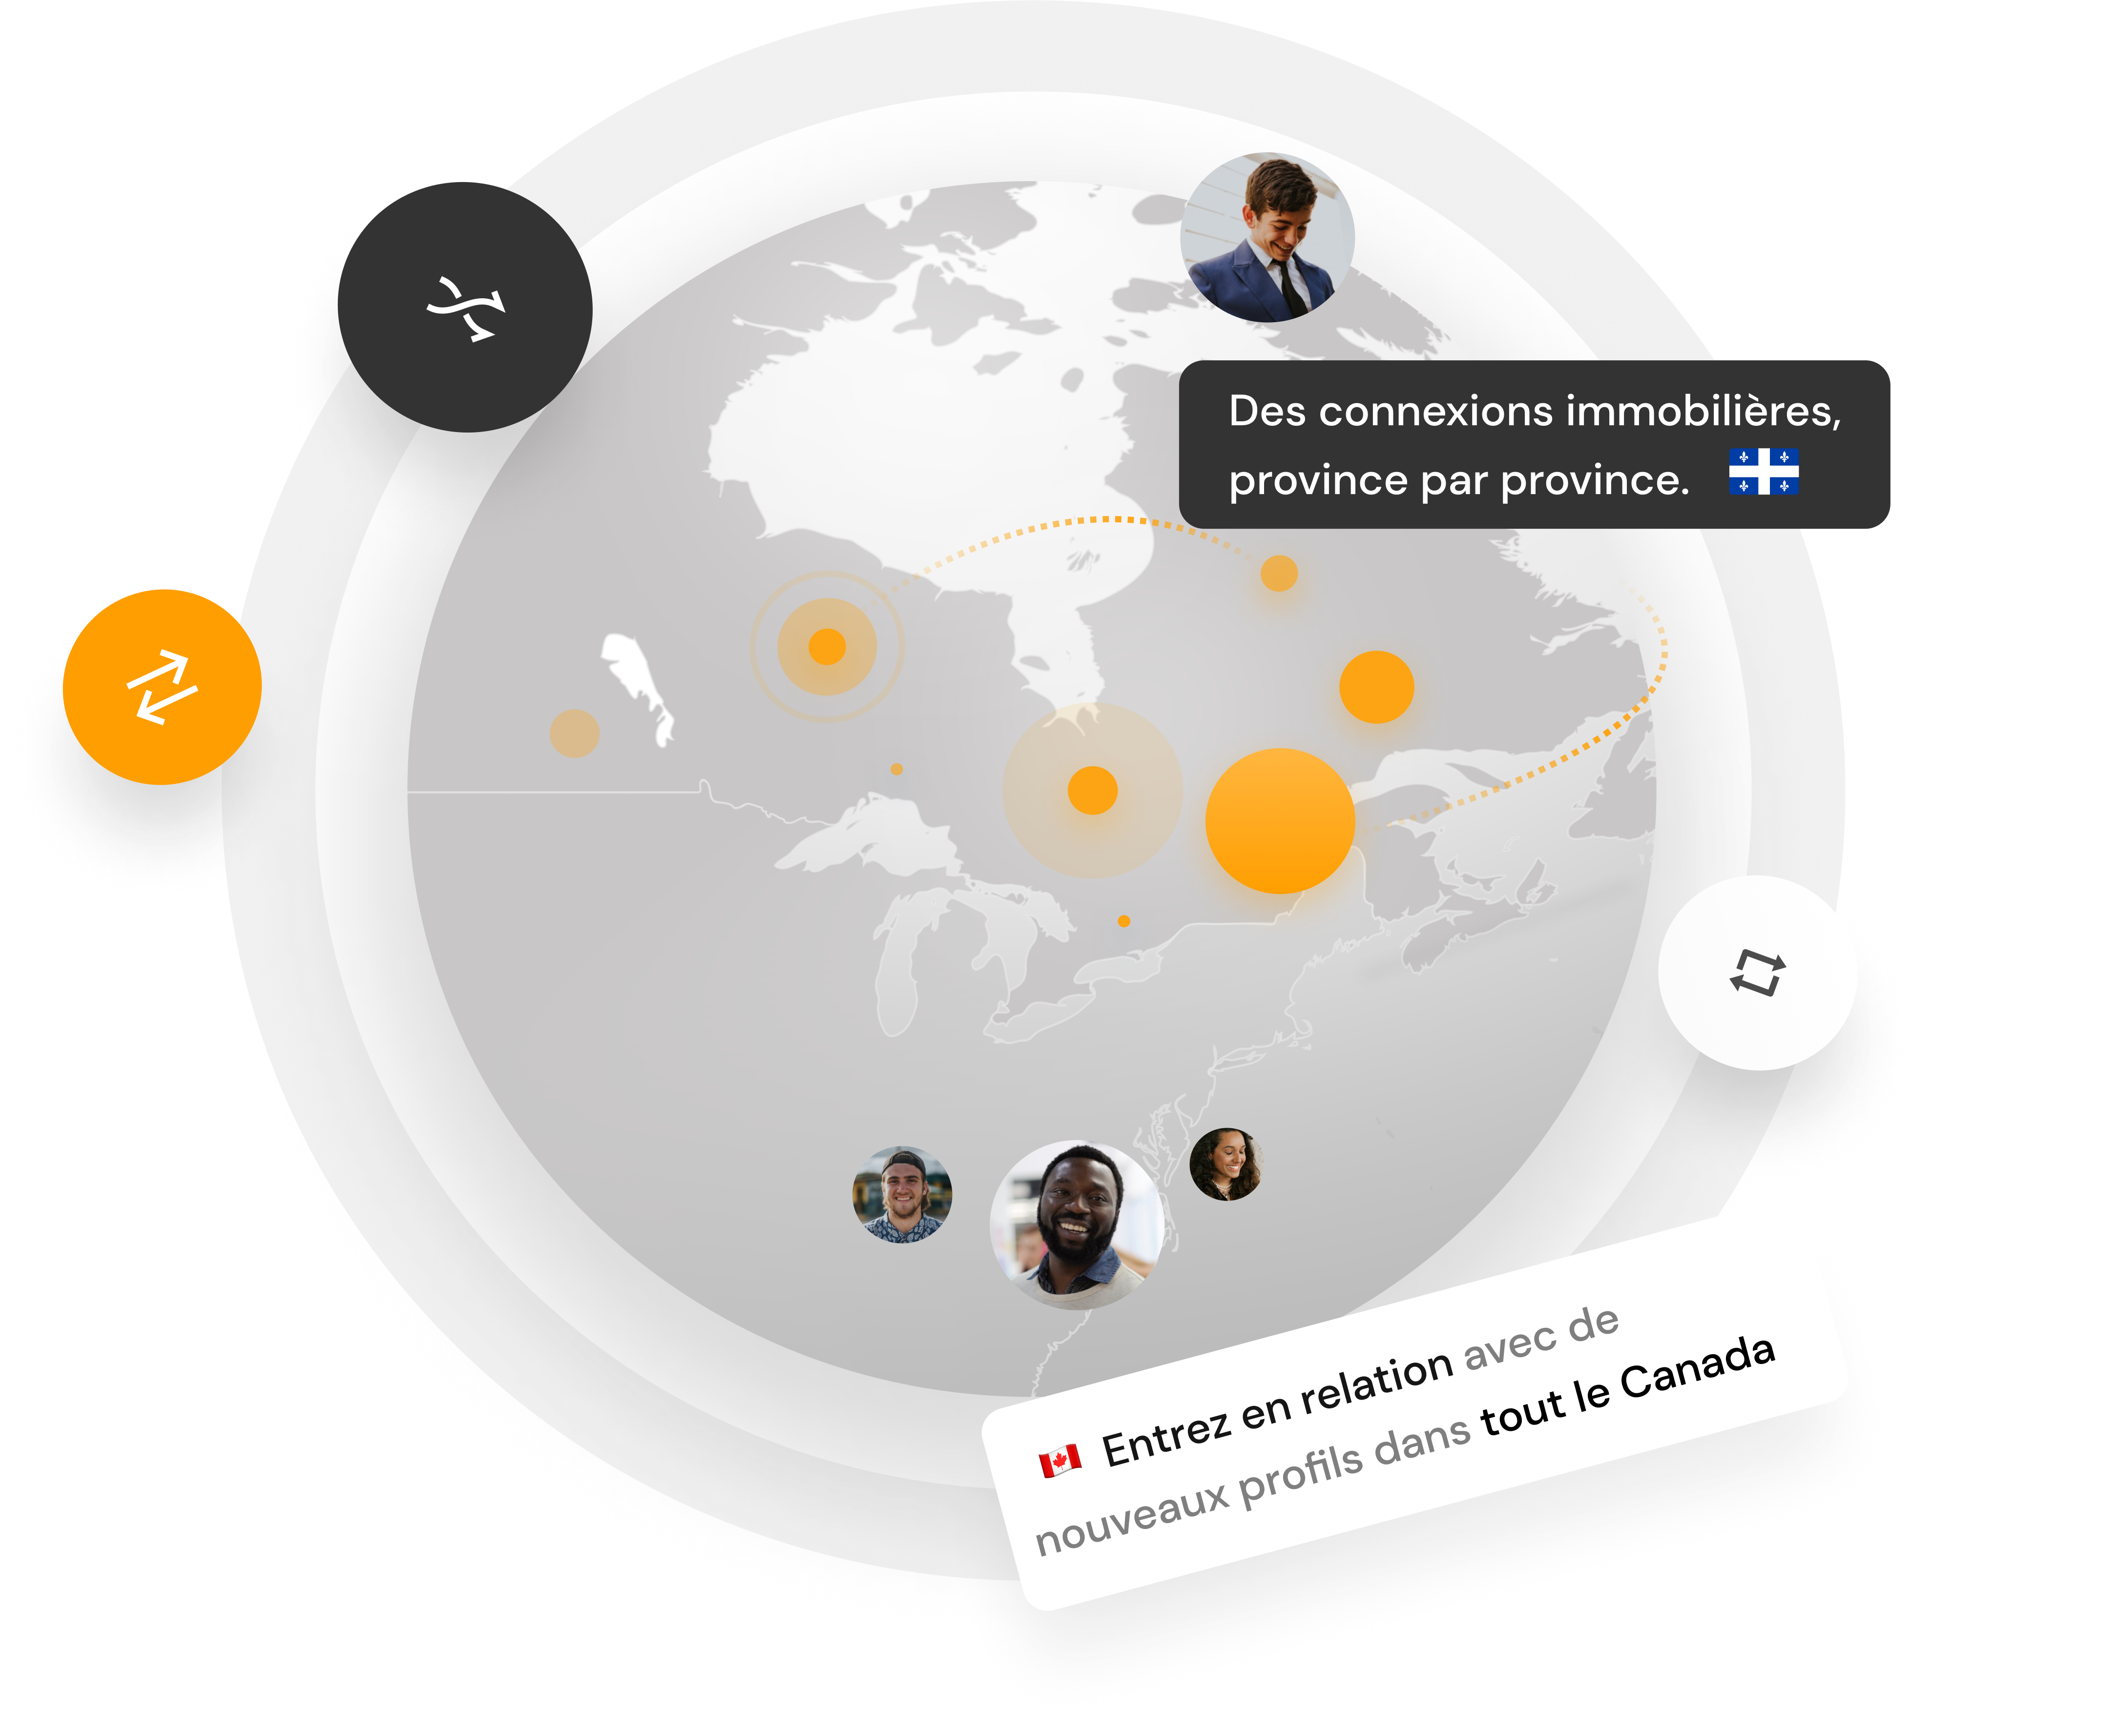 Des connexions immobilières,
province par province.
Entrez en relation avec de
nouveaux profils dans tout le Canada